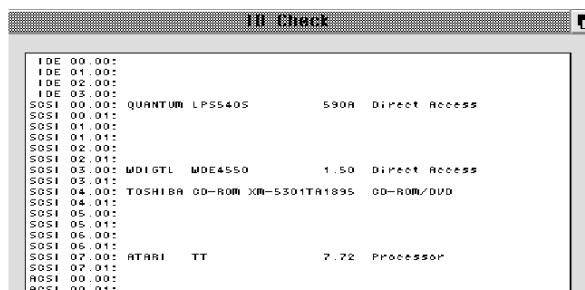 ID Check
IDE 00.00:
IDE 01.00:
IDE 02.00:
IDE 03.00:
SCSI 00.00: QUANTUM LPS540S 590A Direct Access
SCSI 00.01:
SCSI 01.00:
SCSI 01.01:
SCSI 02.00:
SCSI 02.01:
SCSI 03.00: WDIGTL WDE4550 1.50 Direct Access
SCSI 03.01:
SCSI 04.00: TOSHIBA CD-ROM XM-5301TA1895 CD-ROM/DVD
SCSI 04.01:
SCSI 05.00:
SCSI 05.01:
SCSI 06.00:
SCSI 06.01:
SCSI 07.00: ATARI TT 7.72 Processor
SCSI 07.01:
ACSI 00.00:
ACSI 00.01: